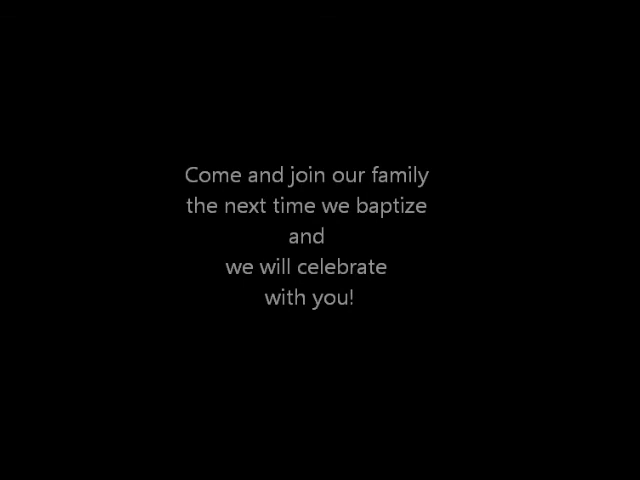 Come and join our family
the next time we baptize
and
we will celebrate
with you!